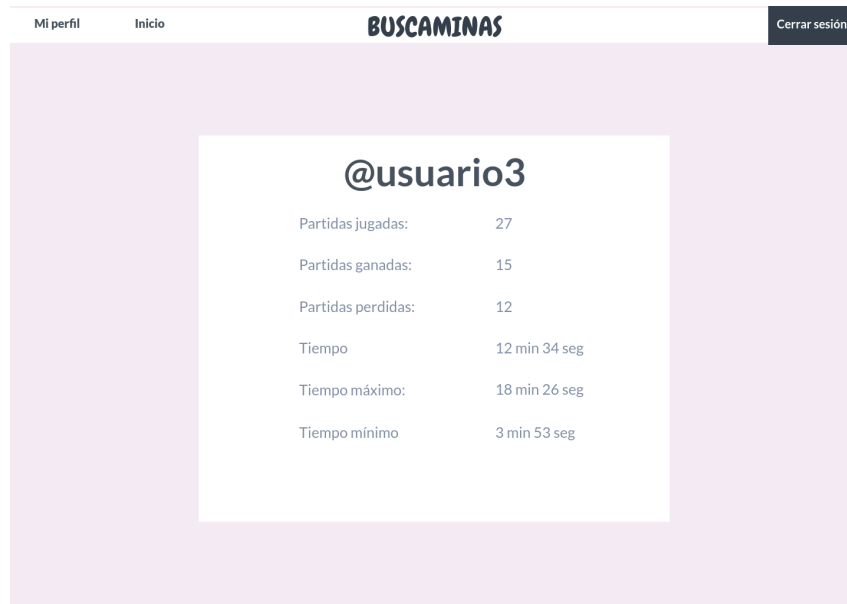 Mi perfil Inicio BUSCAMINAS Cerrar sesión
@usuario3
Partidas jugadas: 27
Partidas ganadas: 15
Partidas perdidas: 12
Tiempo 12 min 34 seg
Tiempo máximo: 18 min 26 seg
Tiempo mínimo 3 min 53 seg